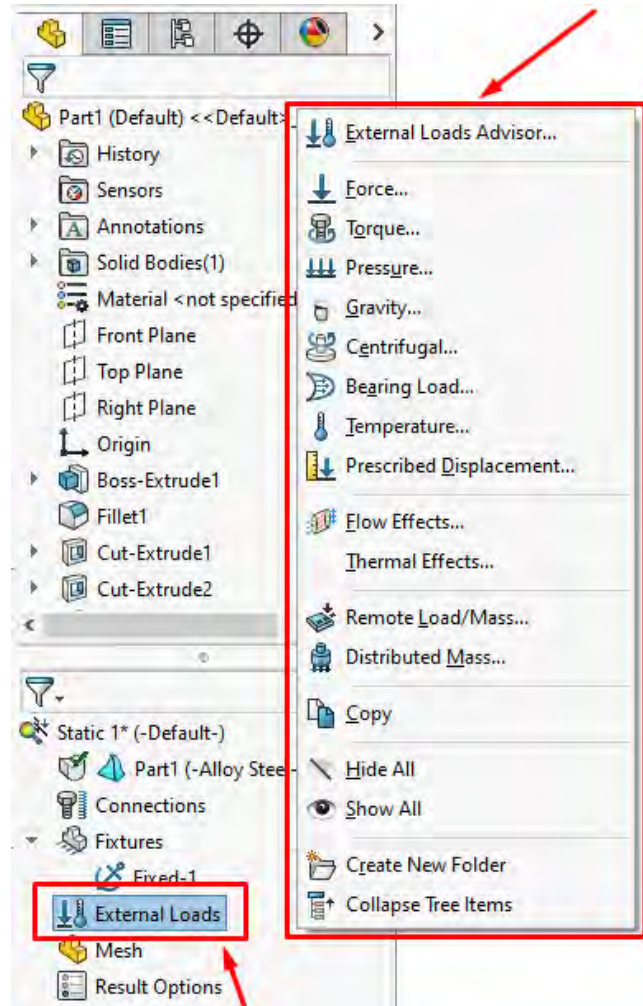 Part1 (Default) <<Default>_
History
Sensors
Annotations
Solid Bodies(1)
Material <not specified
Front Plane
Top Plane
Right Plane
Origin
Boss-Extrude1
Fillet1
Cut-Extrude1
Cut-Extrude2
Static 1* (-Default-)
Part1 (-Alloy Steel-
Connections
Fixtures
Fixed-1
External Loads
Mesh
Result Options
External Loads Advisor...
Force...
Torque...
Pressure...
Gravity...
Centrifugal...
Bearing Load...
Temperature...
Prescribed Displacement...
Flow Effects...
Thermal Effects...
Remote Load/Mass...
Distributed Mass...
Copy
Hide All
Show All
Create New Folder
Collapse Tree Items